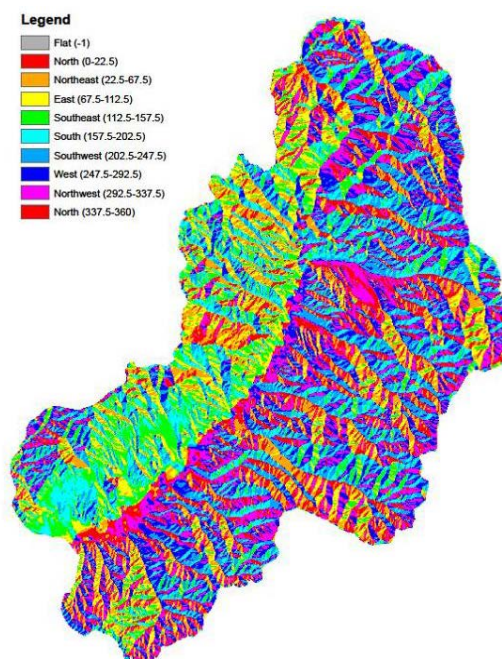 Legend
Flat (-1)
North (0-22.5)
Northeast (22.5-67.5)
East (67.5-112.5)
Southeast (112.5-157.5)
South (157.5-202.5)
Southwest (202.5-247.5)
West (247.5-292.5)
Northwest (292.5-337.5)
North (337.5-360)